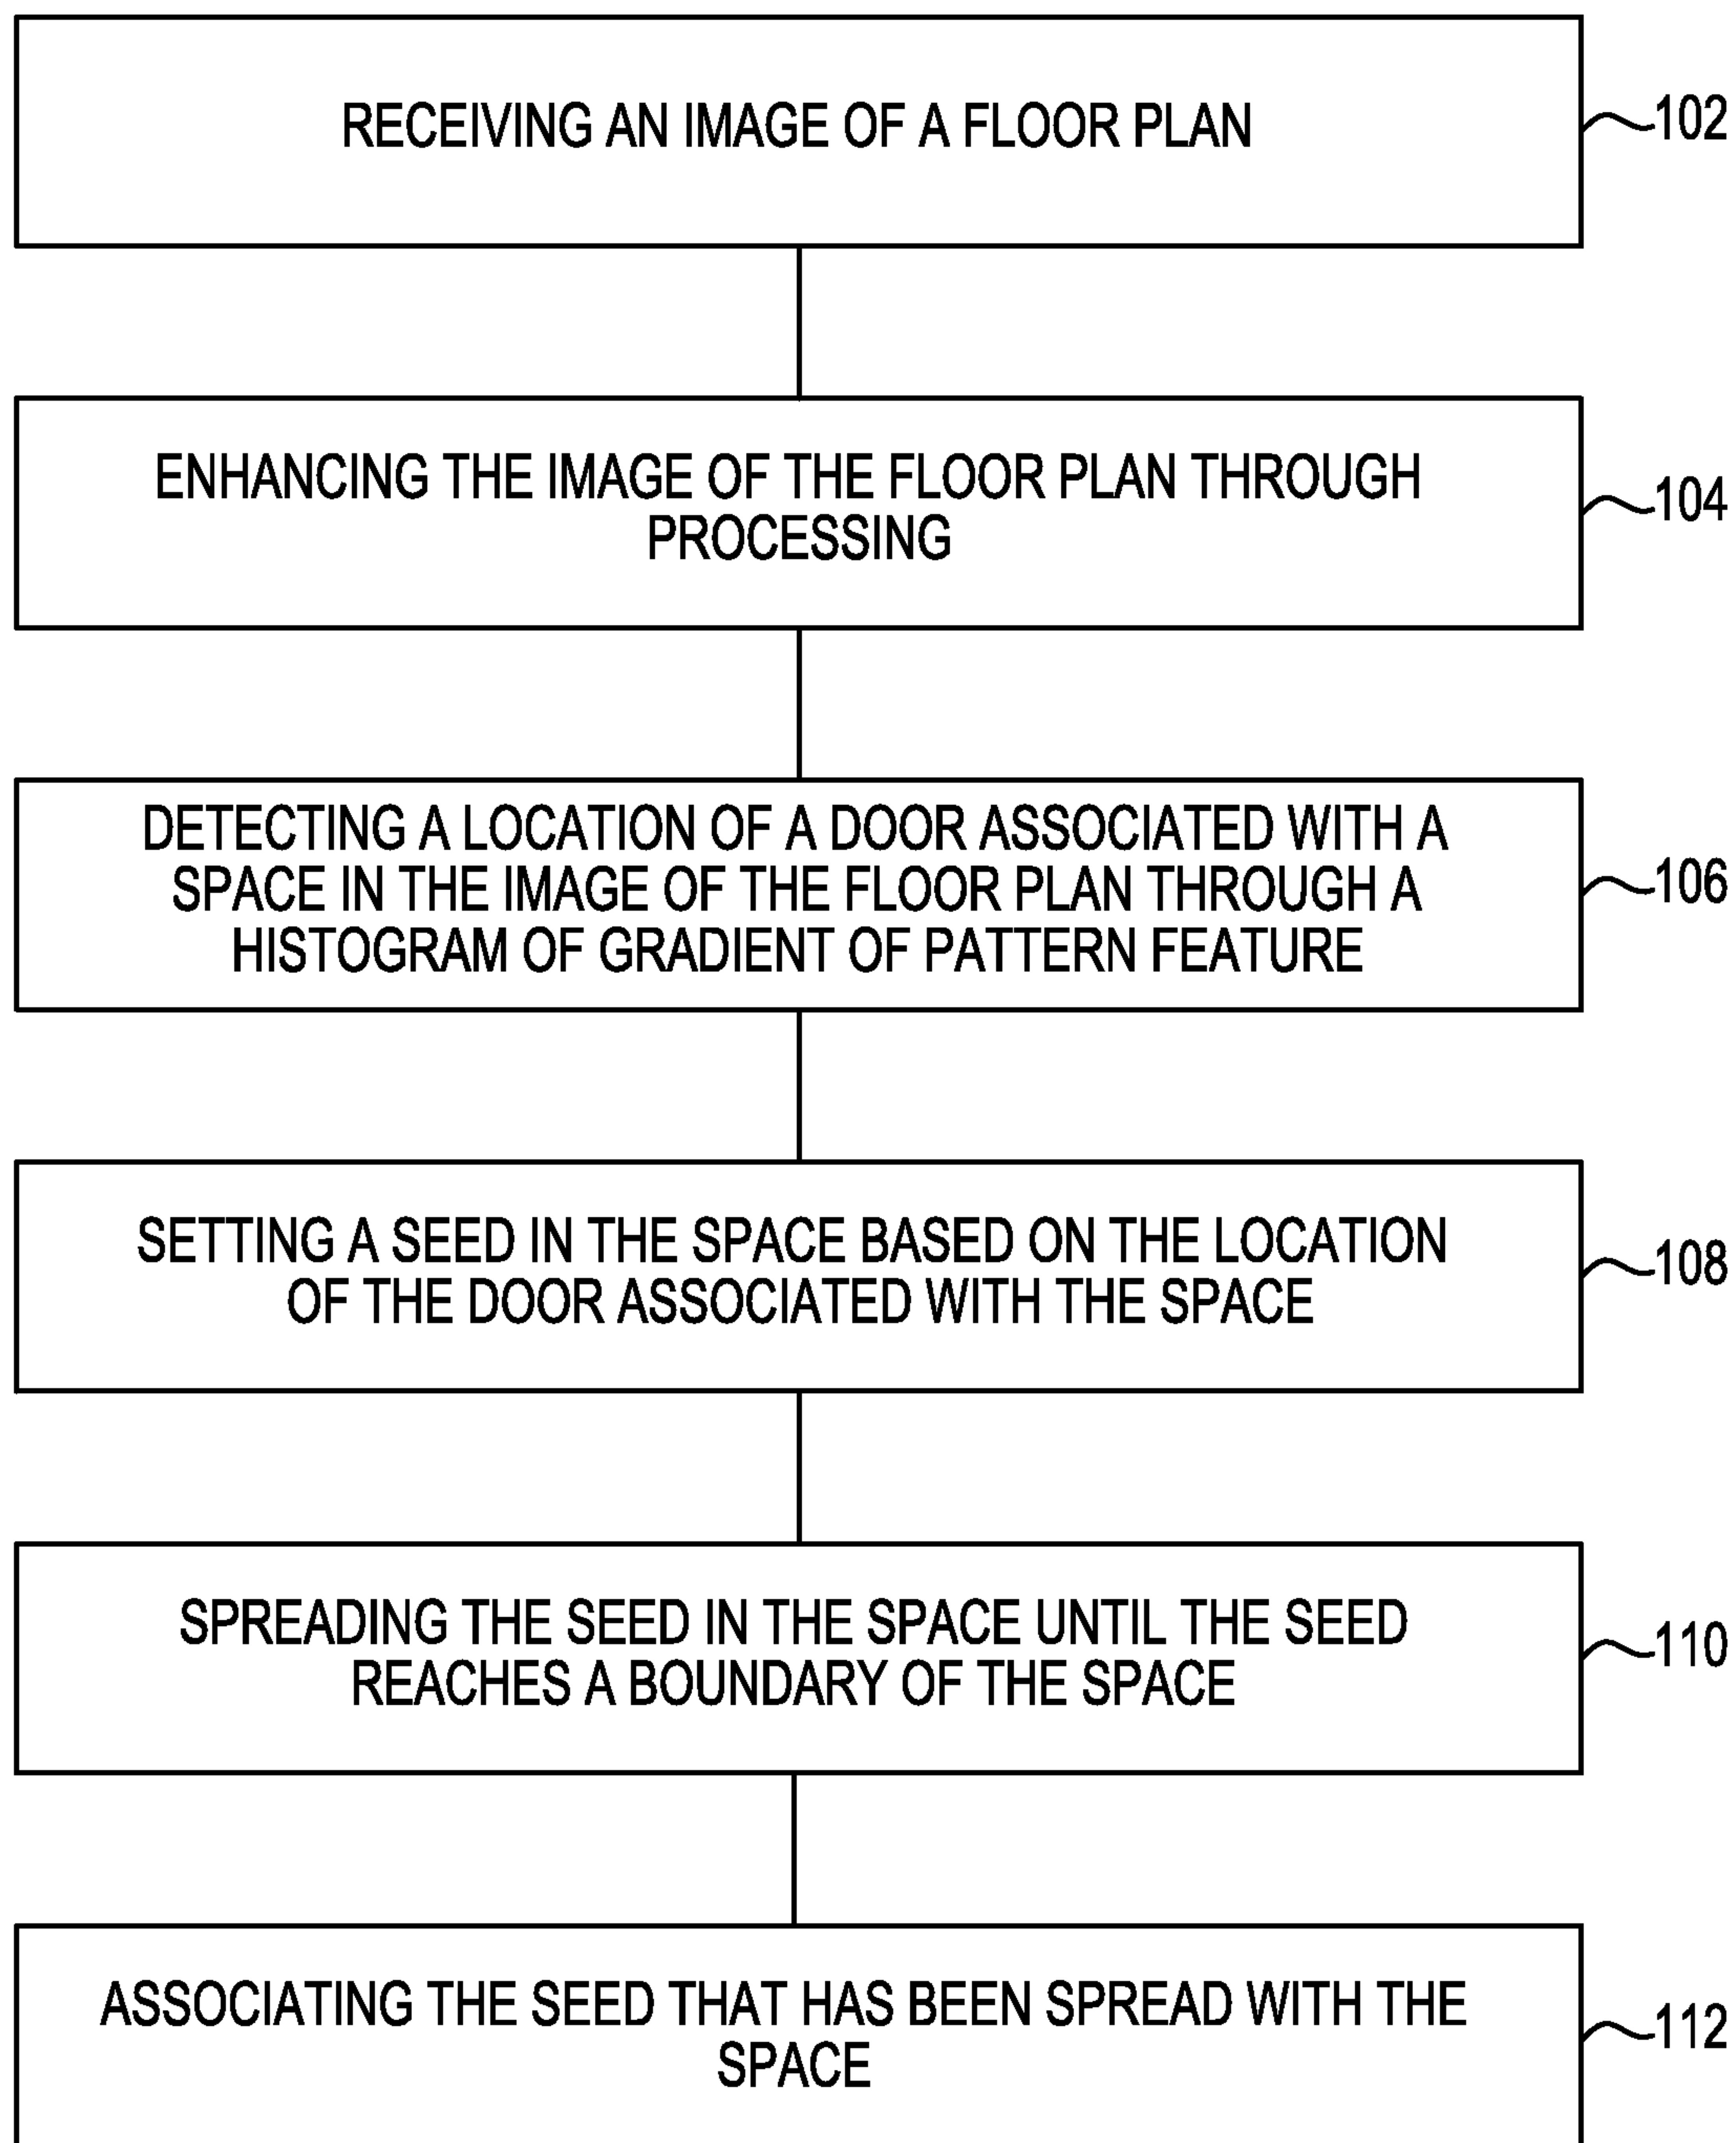 RECEIVING AN IMAGE OF A FLOOR PLAN
102
ENHANCING THE IMAGE OF THE FLOOR PLAN THROUGH
PROCESSING
104
DETECTING A LOCATION OF A DOOR ASSOCIATED WITH A
SPACE IN THE IMAGE OF THE FLOOR PLAN THROUGH A
HISTOGRAM OF GRADIENT OF PATTERN FEATURE
106
SETTING A SEED IN THE SPACE BASED ON THE LOCATION
OF THE DOOR ASSOCIATED WITH THE SPACE
108
SPREADING THE SEED IN THE SPACE UNTIL THE SEED
REACHES A BOUNDARY OF THE SPACE
110
ASSOCIATING THE SEED THAT HAS BEEN SPREAD WITH THE
SPACE
112